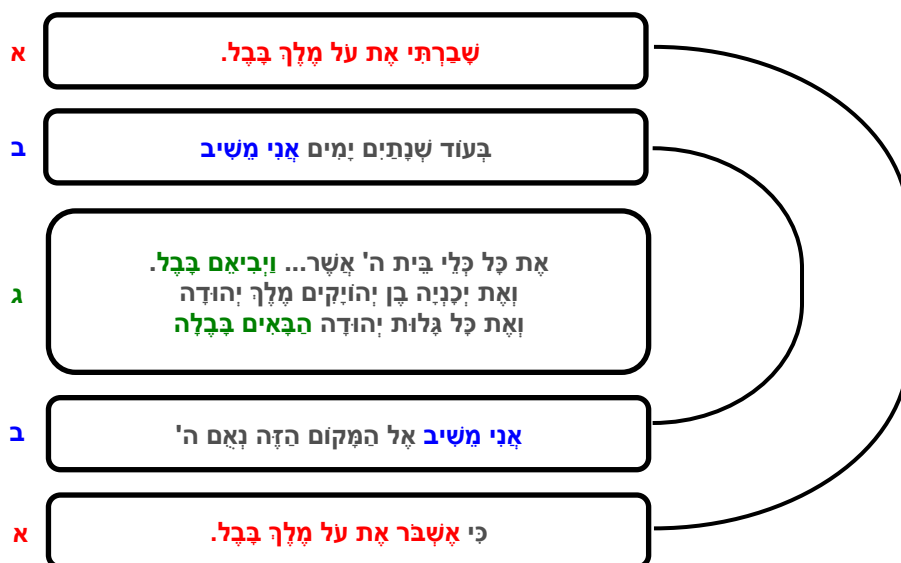 א שָׁבַרְתִּי אֶת עֹל מֶלֶךְ בָּבֶל.
ב בְּעוֹד שְׁנָתַיִם יָמִים אֲנִי מֵשִׁיב
אֶת כָּל כְּלֵי בֵּית ה' אֲשֶׁר... וַיְבִיאֵם בָּבֶל.
ג וְאֶת יְכָנְיָה בֶן יְהוֹיָקִים מֶלֶךְ יְהוּדָה
וְאֶת כָּל גָּלוּת יְהוּדָה הַבָּאִים בָּבֶלָה
ב אֲנִי מֵשִׁיב אֶל הַמָּקוֹם הַזֶּה נְאֻם ה'
א כִּי אֶשְׁבֹּר אֶת עֹל מֶלֶךְ בָּבֶל.